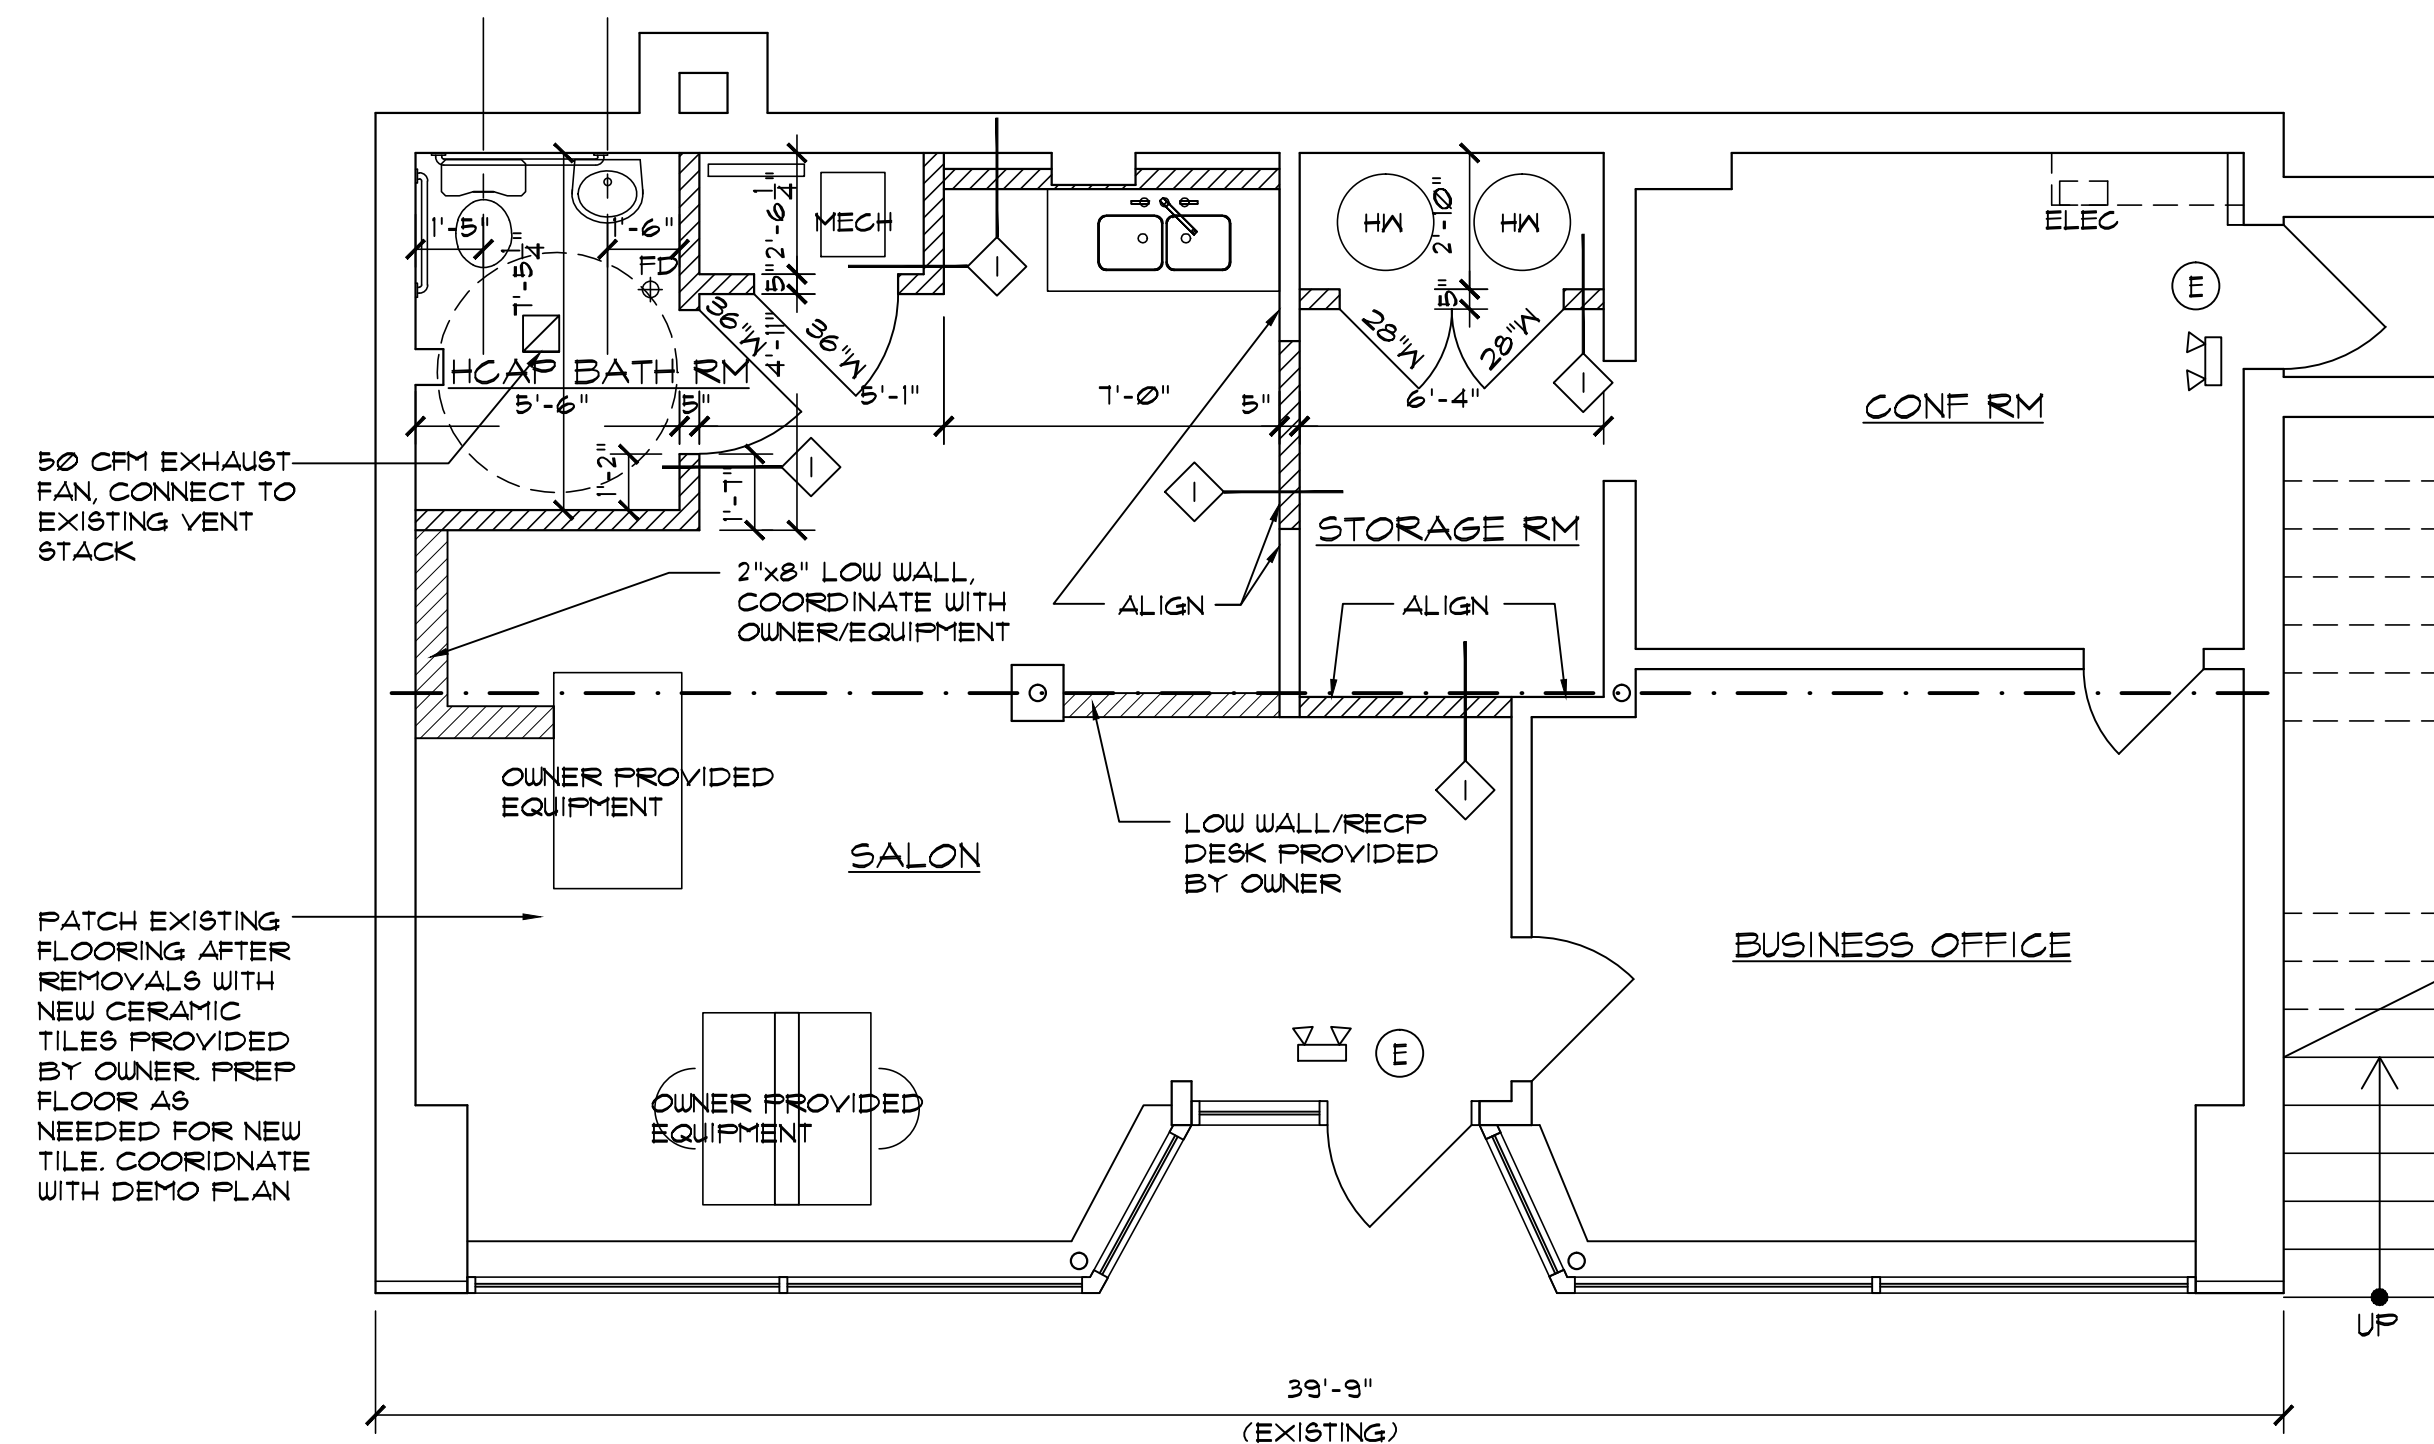 MECH
1'-5"
1'-6"
FD
7'-5 1/4"
2'-6 1/4"
5"
4'-11"
36"W
36"W
HCAP BATH RM
5'-6"
5"
5'-1"
7'-0"
5"
6'-4"
1'-2"
1'-7"
1
1
1
1
1
1
WH
WH
2'-10"
5"
28"W
28"W
ELEC
E
CONF RM
50 CFM EXHAUST
FAN, CONNECT TO
EXISTING VENT
STACK
STORAGE RM
2"x8" LOW WALL,
COORDINATE WITH
OWNER/EQUIPMENT
ALIGN
ALIGN
OWNER PROVIDED
EQUIPMENT
SALON
LOW WALL/RECP
DESK PROVIDED
BY OWNER
BUSINESS OFFICE
PATCH EXISTING
FLOORING AFTER
REMOVALS WITH
NEW CERAMIC
TILES PROVIDED
BY OWNER. PREP
FLOOR AS
NEEDED FOR NEW
TILE. COORIDNATE
WITH DEMO PLAN
E
OWNER PROVIDED
EQUIPMENT
UP
39'-9"
(EXISTING)